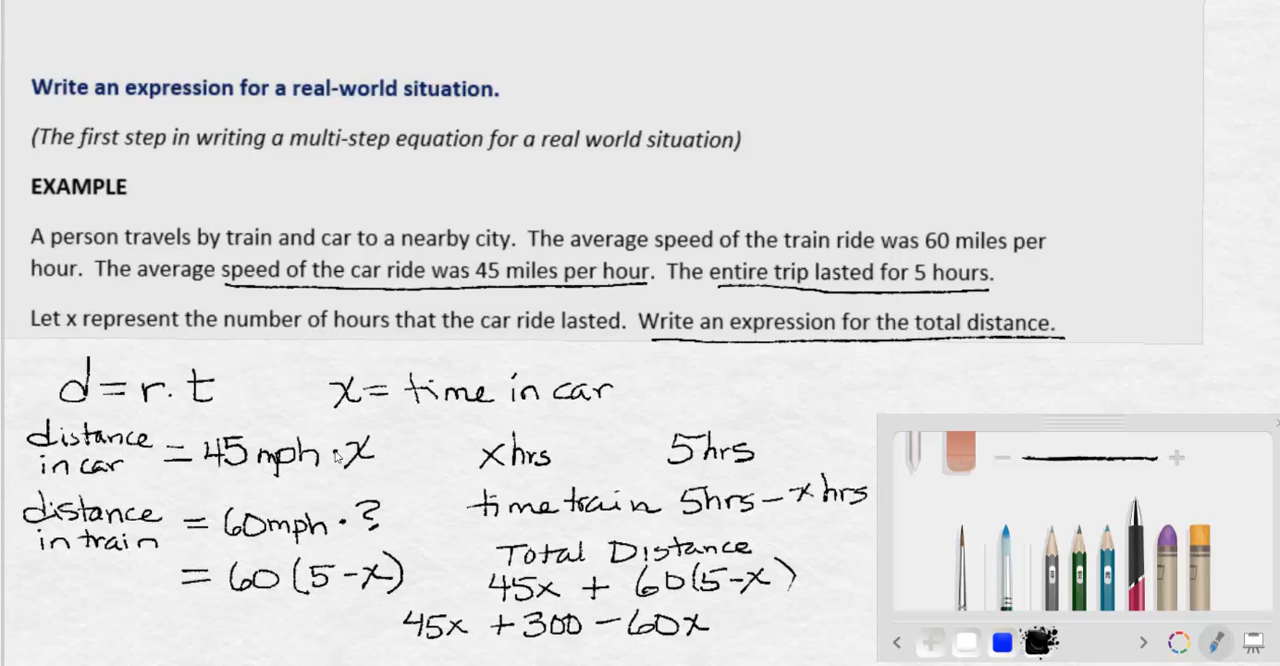 Write an expression for a real-world situation.
(The first step in writing a multi-step equation for a real world situation)
EXAMPLE
A person travels by train and car to a nearby city. The average speed of the train ride was 60 miles per
hour. The average speed of the car ride was 45 miles per hour. The entire trip lasted for 5 hours.
Let x represent the number of hours that the car ride lasted. Write an expression for the total distance.
d = r. t x = time in car
distance
in car = 45 mph · x x hrs 5 hrs
distance
in train = 60 mph · ? time train 5 hrs - x hrs
= 60 (5 - x) Total Distance
45x + 60(5-x)
45x + 300 - 60x